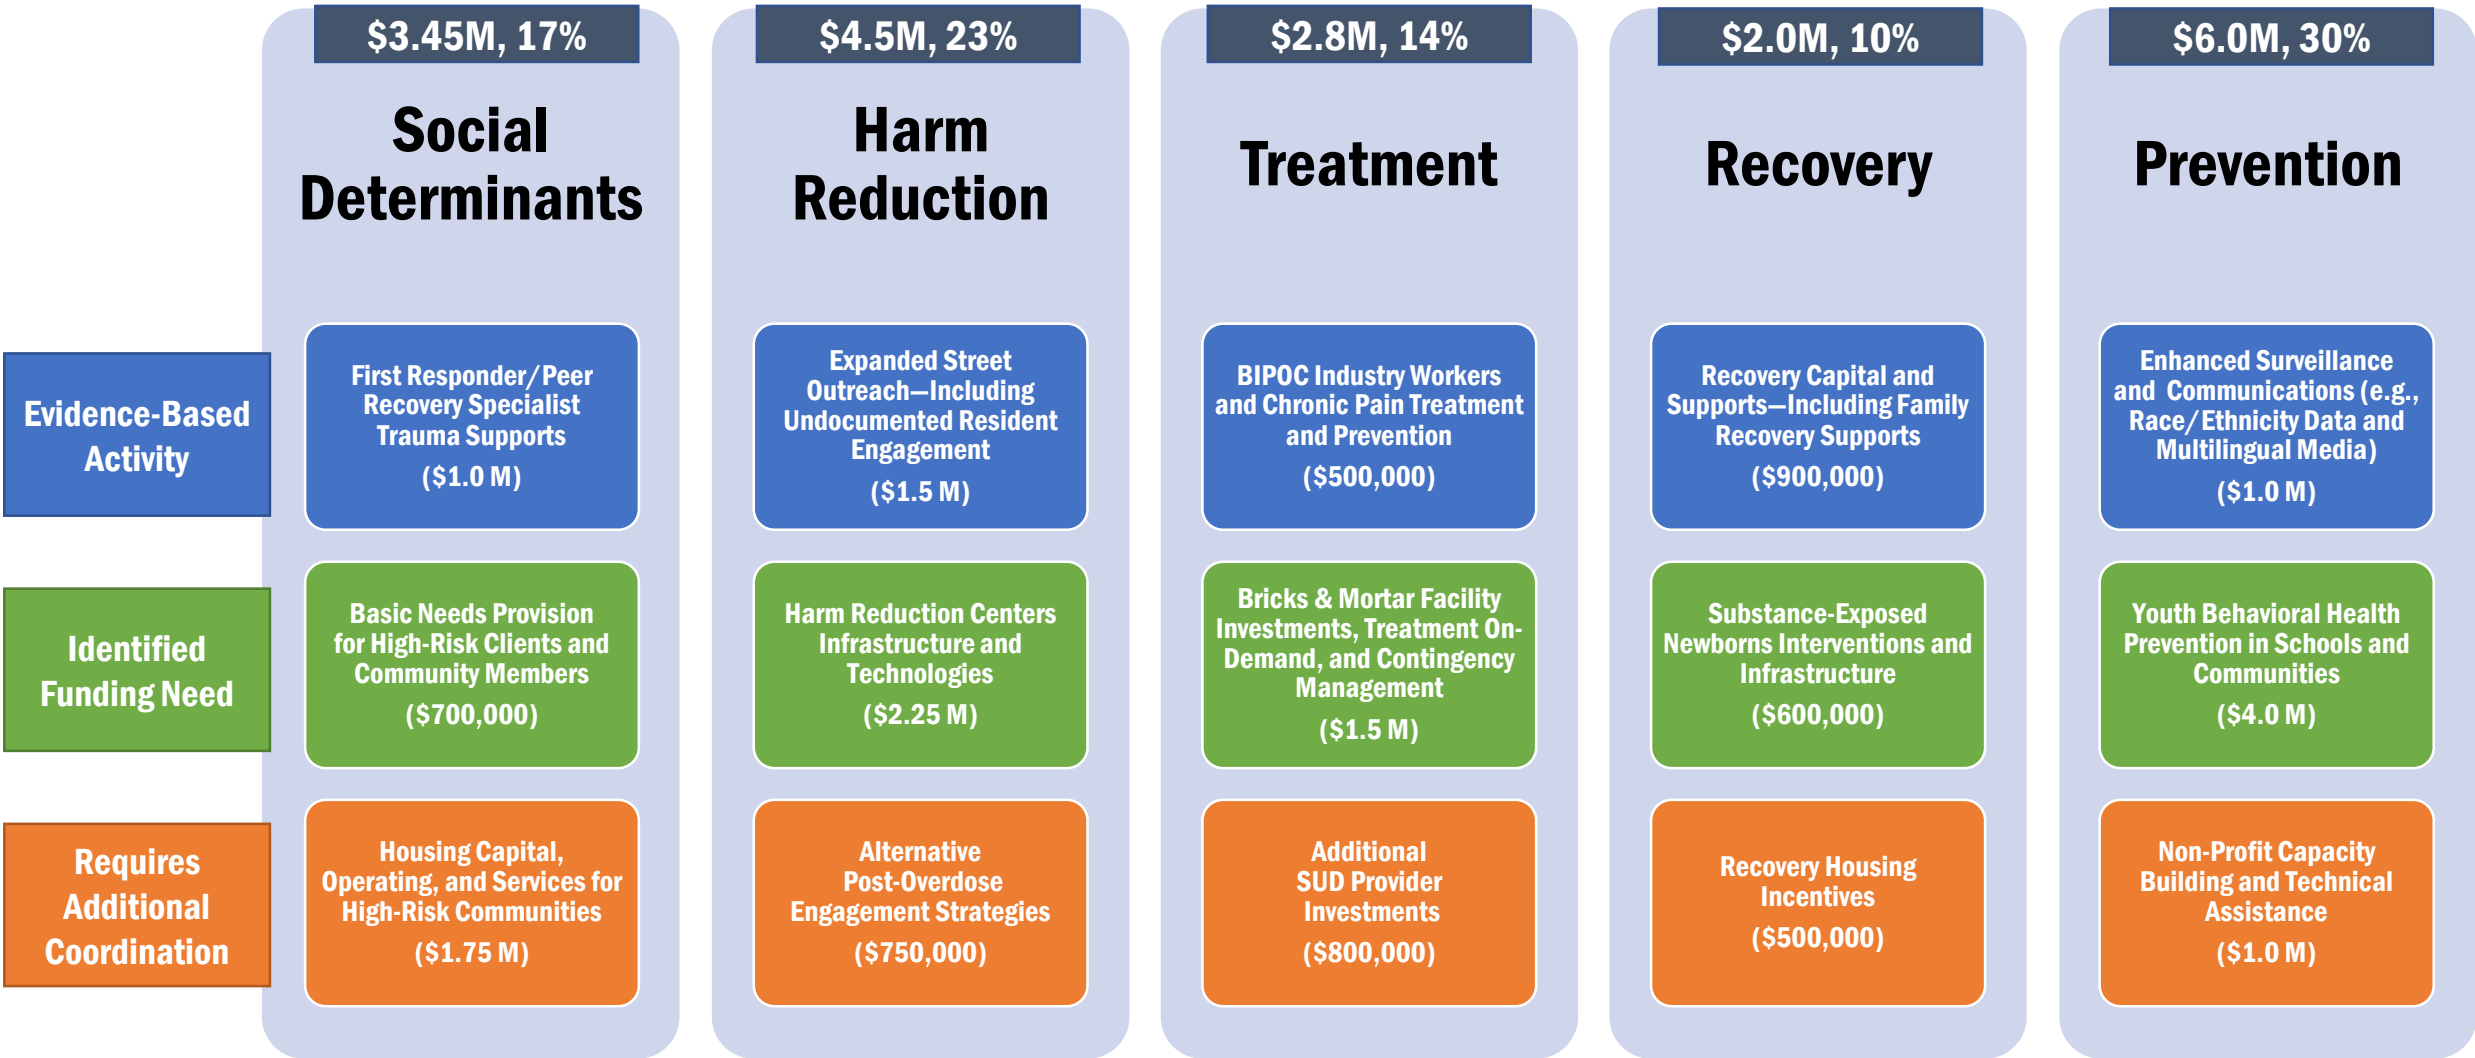 $3.45M, 17%
Social
Determinants
$4.5M, 23%
Harm
Reduction
$2.8M, 14%
Treatment
$2.0M, 10%
Recovery
$6.0M, 30%
Prevention
Evidence-Based
Activity
First Responder/Peer
Recovery Specialist
Trauma Supports
($1.0 M)
Expanded Street
Outreach—Including
Undocumented Resident
Engagement
($1.5 M)
BIPOC Industry Workers
and Chronic Pain Treatment
and Prevention
($500,000)
Recovery Capital and
Supports—Including Family
Recovery Supports
($900,000)
Enhanced Surveillance
and Communications (e.g.,
Race/Ethnicity Data and
Multilingual Media)
($1.0 M)
Identified
Funding Need
Basic Needs Provision
for High-Risk Clients and
Community Members
($700,000)
Harm Reduction Centers
Infrastructure and
Technologies
($2.25 M)
Bricks & Mortar Facility
Investments, Treatment On-
Demand, and Contingency
Management
($1.5 M)
Substance-Exposed
Newborns Interventions and
Infrastructure
($600,000)
Youth Behavioral Health
Prevention in Schools and
Communities
($4.0 M)
Requires
Additional
Coordination
Housing Capital,
Operating, and Services for
High-Risk Communities
($1.75 M)
Alternative
Post-Overdose
Engagement Strategies
($750,000)
Additional
SUD Provider
Investments
($800,000)
Recovery Housing
Incentives
($500,000)
Non-Profit Capacity
Building and Technical
Assistance
($1.0 M)